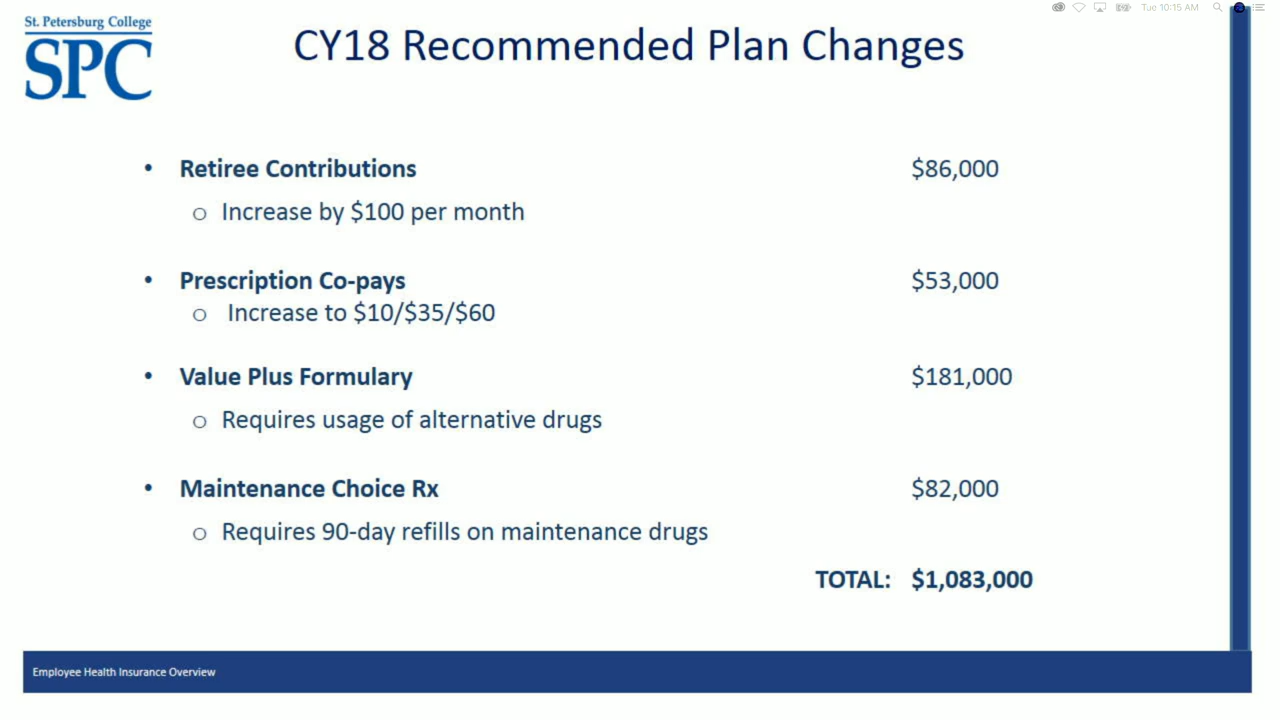 Tue 10:15 AM
St. Petersburg College
SPC
CY18 Recommended Plan Changes
• Retiree Contributions $86,000
o Increase by $100 per month
• Prescription Co-pays $53,000
o Increase to $10/$35/$60
• Value Plus Formulary $181,000
o Requires usage of alternative drugs
• Maintenance Choice Rx $82,000
o Requires 90-day refills on maintenance drugs
TOTAL: $1,083,000
Employee Health Insurance Overview